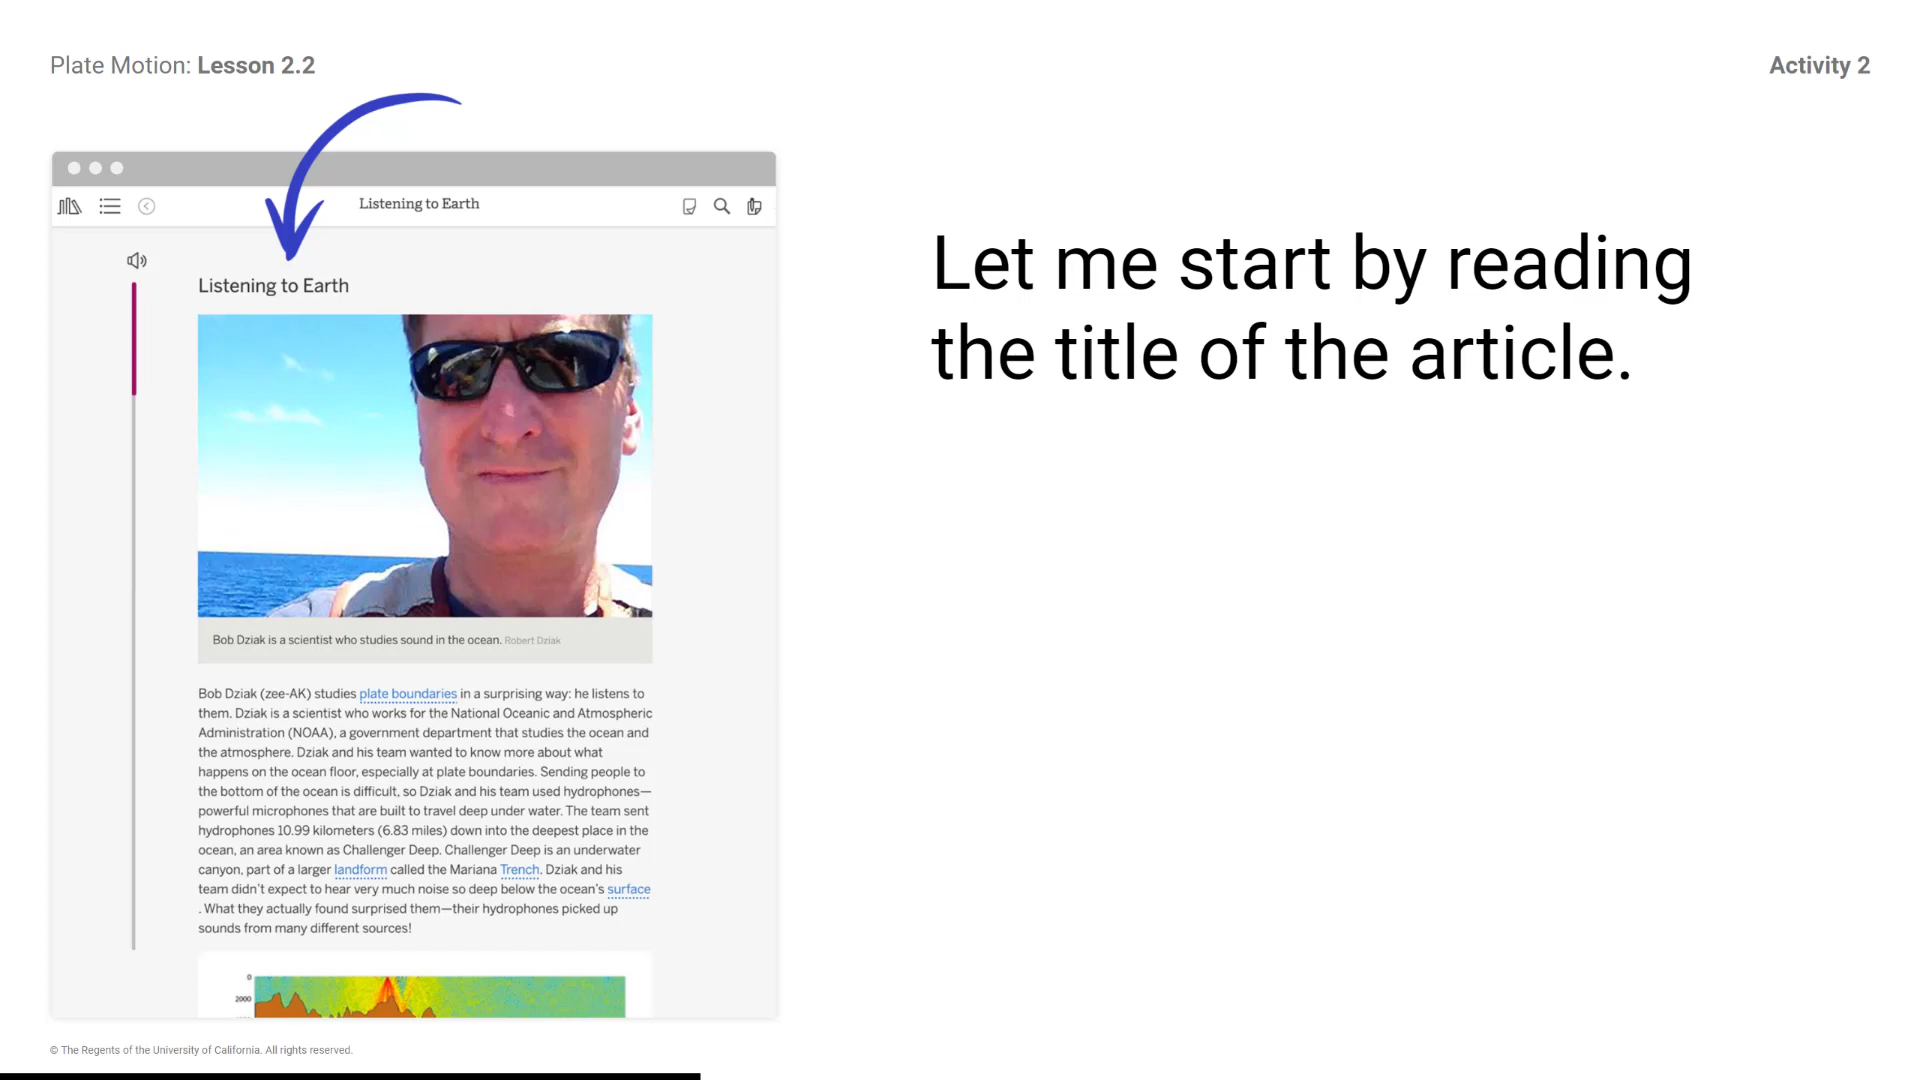 Plate Motion: Lesson 2.2
Activity 2
Listening to Earth
Listening to Earth
Let me start by reading
the title of the article.
Bob Dziak is a scientist who studies sound in the ocean. Robert Dziak
Bob Dziak (zee-AK) studies plate boundaries in a surprising way: he listens to
them. Dziak is a scientist who works for the National Oceanic and Atmospheric
Administration (NOAA), a government department that studies the ocean and
the atmosphere. Dziak and his team wanted to know more about what
happens on the ocean floor, especially at plate boundaries. Sending people to
the bottom of the ocean is difficult, so Dziak and his team used hydrophones—
powerful microphones that are built to travel deep under water. The team sent
hydrophones 10.99 kilometers (6.83 miles) down into the deepest place in the
ocean, an area known as Challenger Deep. Challenger Deep is an underwater
canyon, part of a larger landform called the Mariana Trench. Dziak and his
team didn't expect to hear very much noise so deep below the ocean's surface
. What they actually found surprised them—their hydrophones picked up
sounds from many different sources!
0
2000
© The Regents of the University of California. All rights reserved.